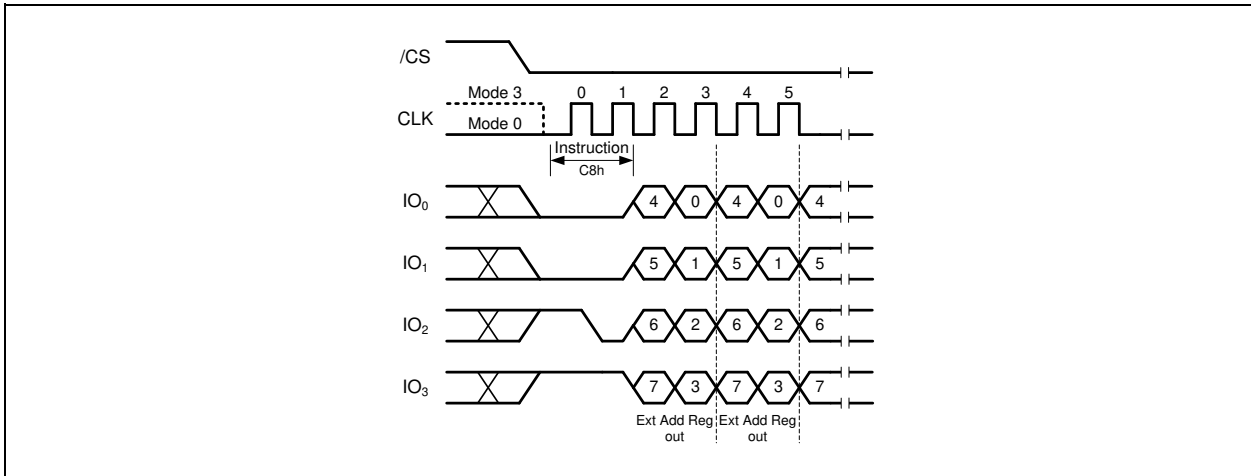 /CS
Mode 3 0 1 2 3 4 5
CLK
Mode 0
Instruction
C8h
IO₀ 4 0 4 0 4
IO₁ 5 1 5 1 5
IO₂ 6 2 6 2 6
IO₃ 7 3 7 3 7
Ext Add Reg Ext Add Reg
out out